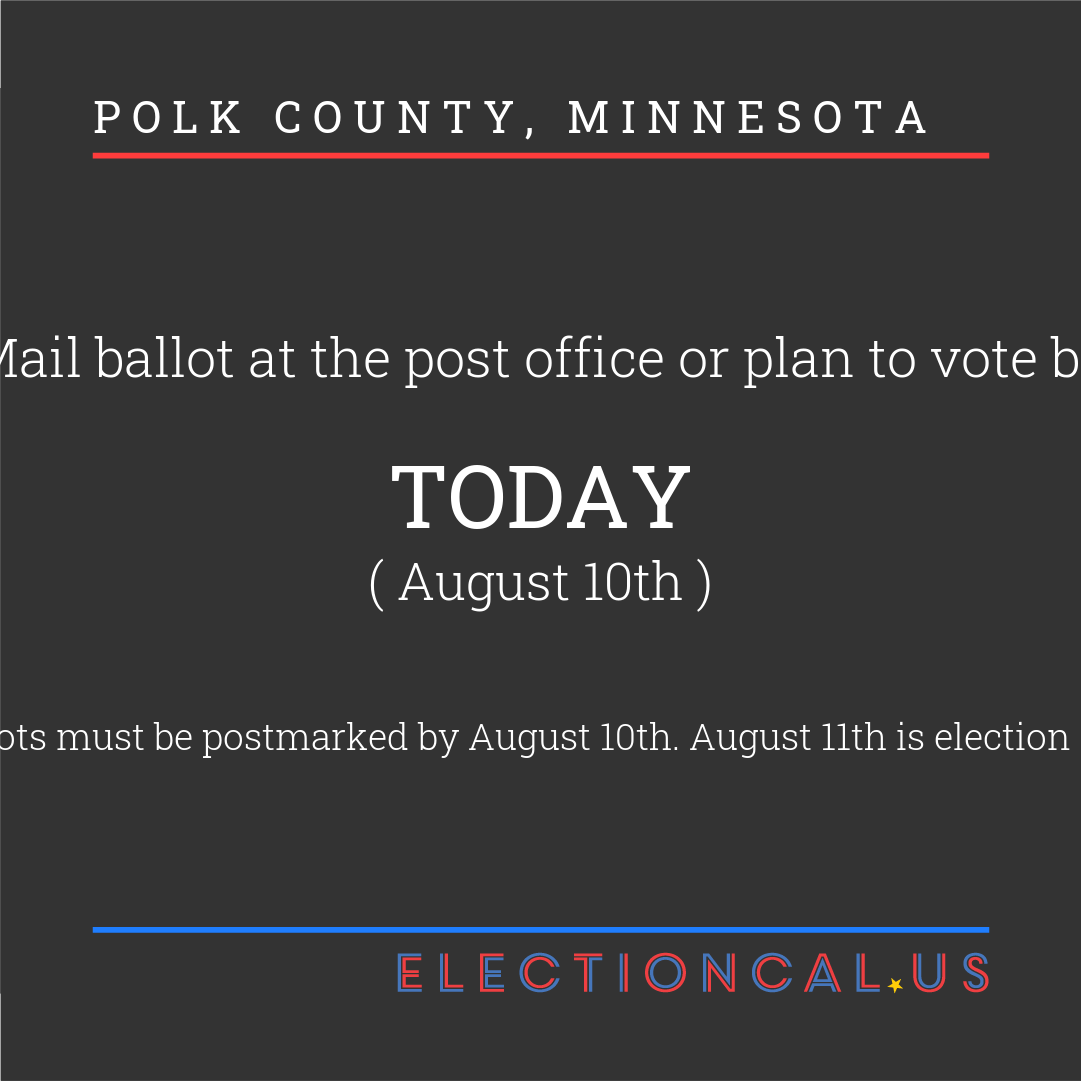 POLK COUNTY, MINNESOTA
Mail ballot at the post office or plan to vote b
TODAY
( August 10th )
ots must be postmarked by August 10th. August 11th is election
ELECTIONCAL.US